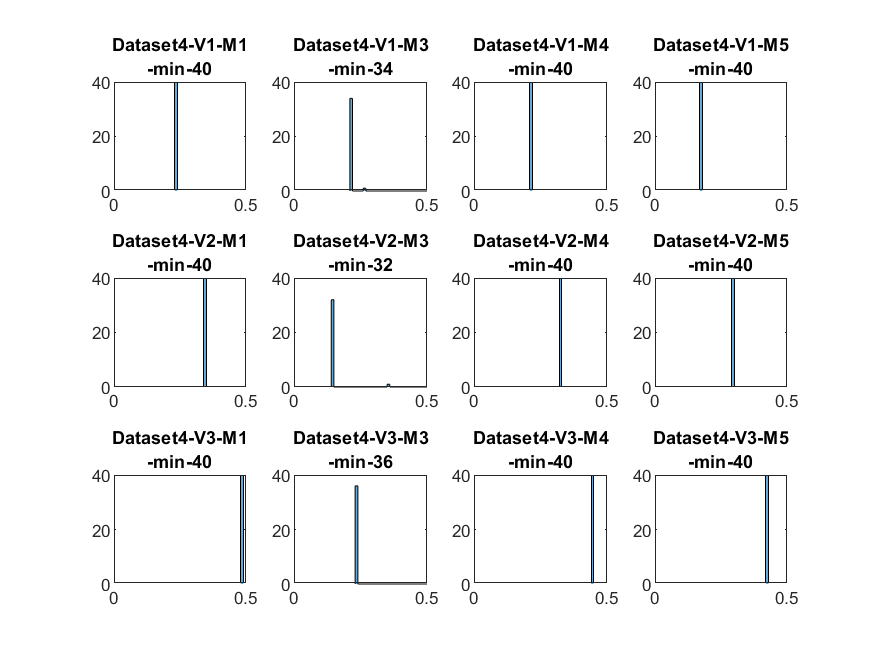 Dataset4-V1-M1
-min-40
40
20
0
0
0.5
Dataset4-V1-M3
-min-34
40
20
0
0
0.5
Dataset4-V1-M4
-min-40
40
20
0
0
0.5
Dataset4-V1-M5
-min-40
40
20
0
0
0.5
Dataset4-V2-M1
-min-40
40
20
0
0
0.5
Dataset4-V2-M3
-min-32
40
20
0
0
0.5
Dataset4-V2-M4
-min-40
40
20
0
0
0.5
Dataset4-V2-M5
-min-40
40
20
0
0
0.5
Dataset4-V3-M1
-min-40
40
20
0
0
0.5
Dataset4-V3-M3
-min-36
40
20
0
0
0.5
Dataset4-V3-M4
-min-40
40
20
0
0
0.5
Dataset4-V3-M5
-min-40
40
20
0
0
0.5